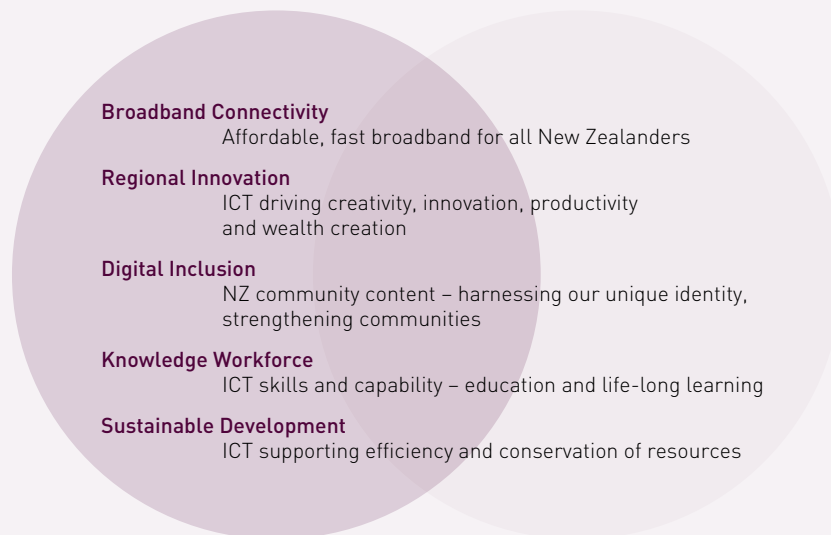 Broadband Connectivity
Affordable, fast broadband for all New Zealanders
Regional Innovation
ICT driving creativity, innovation, productivity
and wealth creation
Digital Inclusion
NZ community content – harnessing our unique identity,
strengthening communities
Knowledge Workforce
ICT skills and capability – education and life-long learning
Sustainable Development
ICT supporting efficiency and conservation of resources